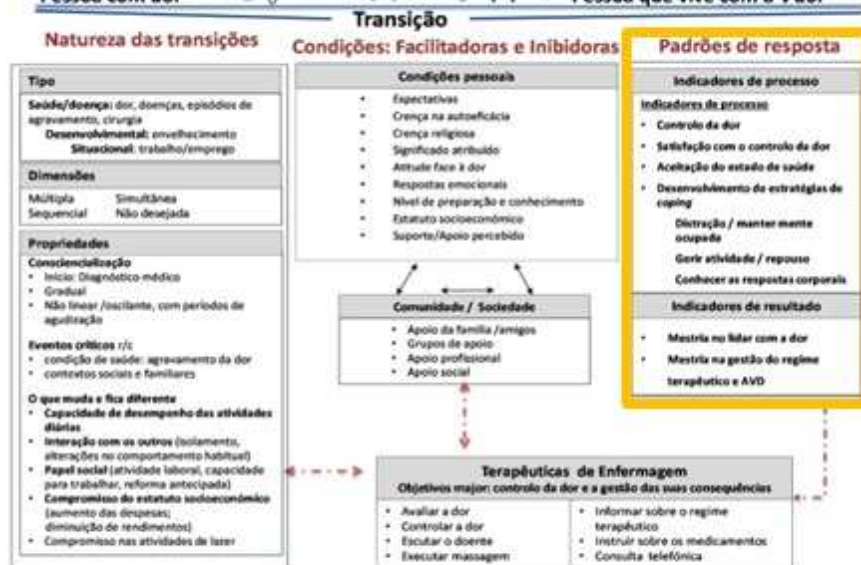 Pessoa com dor
Pessoa que vive com
Transição
Natureza das transições
Tipo
Saúde/doença: dor, doenças, episódios de
agravamento, cirurgia
Desenvolvimental: envelhecimento
Situacional: trabalho/emprego
Dimensões
Múltipla Simultânea
Sequencial Não desejada
Propriedades
Consciencialização
• Início: Diagnóstico médico
• Gradual
• Não linear /oscilante, com períodos de
agudização
Eventos críticos r/c
• condição de saúde: agravamento da dor
• contextos sociais e familiares
O que muda e fica diferente
• Capacidade de desempenho das atividades
diárias
• Interação com os outros (isolamento,
alterações no comportamento habitual)
• Papel social (atividade laboral, capacidade
para trabalhar, reforma antecipada)
• Compromisso do estatuto socioeconómico
(aumento das despesas;
diminuição de rendimentos)
• Compromisso nas atividades de lazer
Condições: Facilitadoras e Inibidoras
Condições pessoais
• Expectativas
• Crença na autoeficácia
• Crença religiosa
• Significado atribuído
• Atitude face à dor
• Respostas emocionais
• Nível de preparação e conhecimento
• Estatuto socioeconómico
• Suporte/Apoio percebido
Comunidade / Sociedade
• Apoio da família /amigos
• Grupos de apoio
• Apoio profissional
• Apoio social
Padrões de resposta
Indicadores de processo
Indicadores de processo
• Controlo da dor
• Satisfação com o controlo da dor
• Aceitação do estado de saúde
• Desenvolvimento de estratégias de
coping
Distração / manter mente
ocupada
Gerir atividade / repouso
Conhecer as respostas corporais
Indicadores de resultado
• Mestria no lidar com a dor
• Mestria na gestão do regime
terapêutico e AVD
Terapêuticas de Enfermagem
Objetivos major: controlo da dor e a gestão das suas consequências
• Avaliar a dor
• Controlar a dor
• Escutar o doente
• Executar massagem
• Informar sobre o regime
terapêutico
• Instruir sobre os medicamentos
• Consulta telefónica